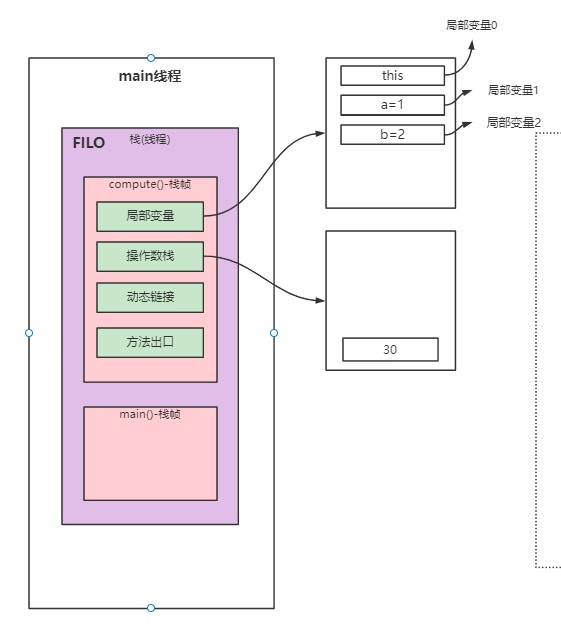 局部变量0
main线程
this
a=1
局部变量1
b=2
局部变量2
FILO
栈(线程)
compute()-栈帧
局部变量
操作数栈
动态链接
方法出口
30
main()-栈帧